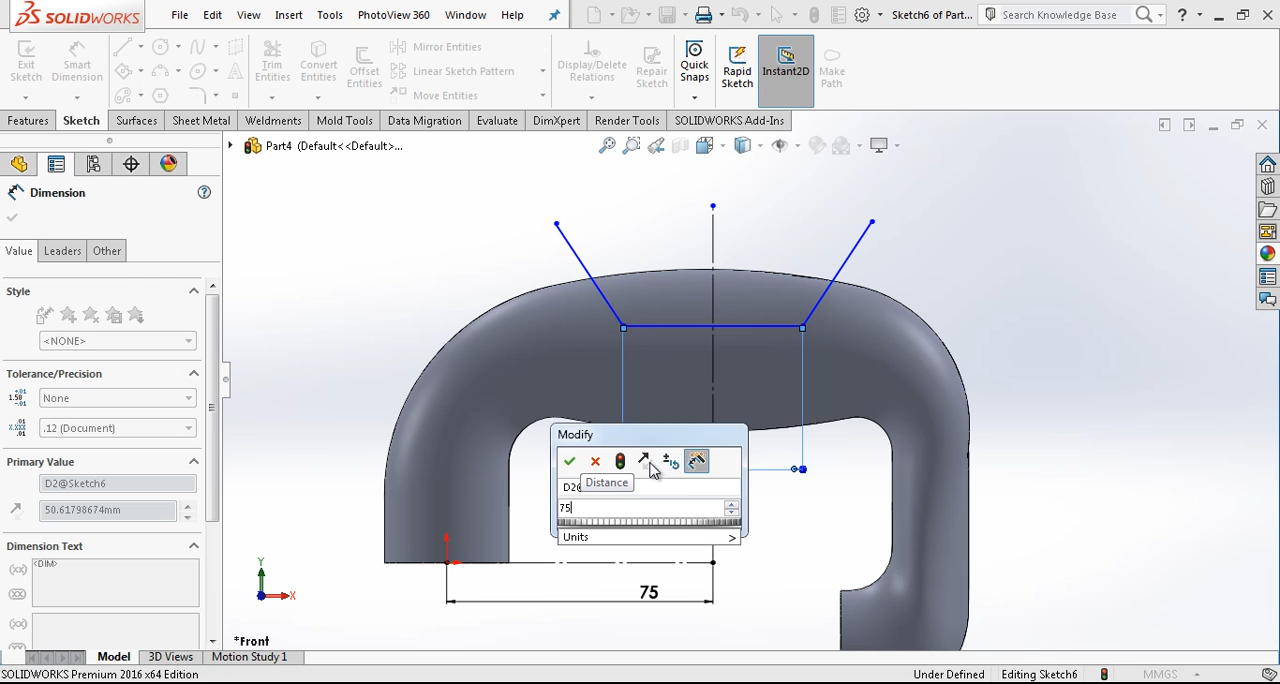 SOLIDWORKS File Edit View Insert Tools PhotoView 360 Window Help Sketch6 of Part... Search Knowledge Base ?
Exit Sketch
Smart Dimension
Trim Entities
Convert Entities
Offset Entities
Mirror Entities
Linear Sketch Pattern
Move Entities
Display/Delete Relations
Repair Sketch
Quick Snaps
Rapid Sketch
Instant2D
Make Path
Features Sketch Surfaces Sheet Metal Weldments Mold Tools Data Migration Evaluate DimXpert Render Tools SOLIDWORKS Add-Ins
Part4 (Default<<Default>...
Dimension ?
Value Leaders Other
Style
<NONE>
Tolerance/Precision
1.50 +.01 -.01 None
.12 (Document)
Primary Value
D2@Sketch6
50.61798674mm
Dimension Text
<DIM>
Modify
Distance
75
Units >
75
Y
X
*Front
Model 3D Views Motion Study 1
SOLIDWORKS Premium 2016 x64 Edition Under Defined Editing Sketch6 MMGS